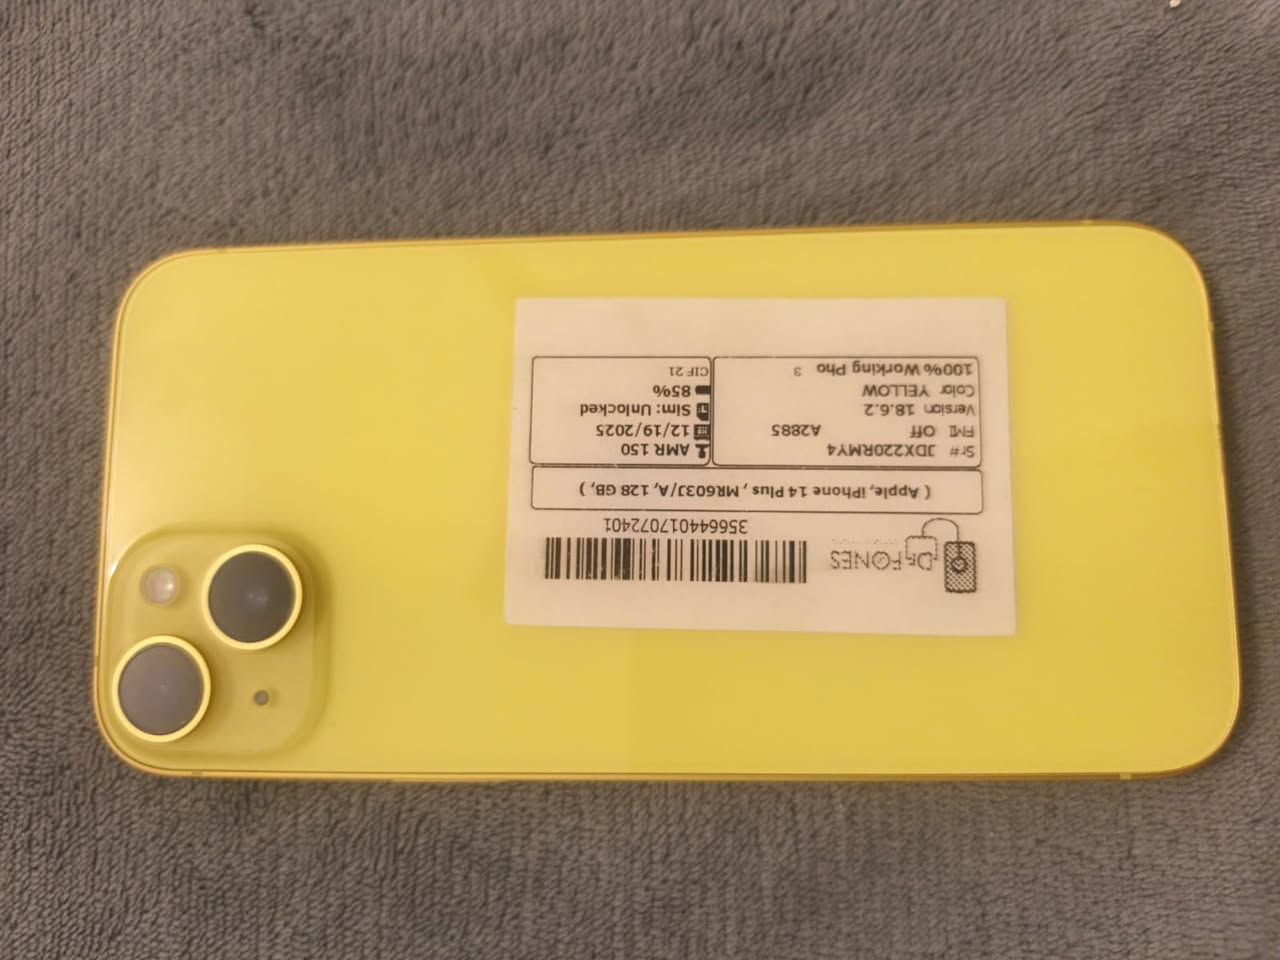 DrFONES
356644017072401
( Apple, iPhone 14 Plus , MR603J/A, 128 GB, )
Sr# JDX220RMY4
FMI Off A2885
Version 18.6.2
Color YELLOW
100% Working Pho 3
AMR 150
12/19/2025
Sim: Unlocked
85%
CIF 21